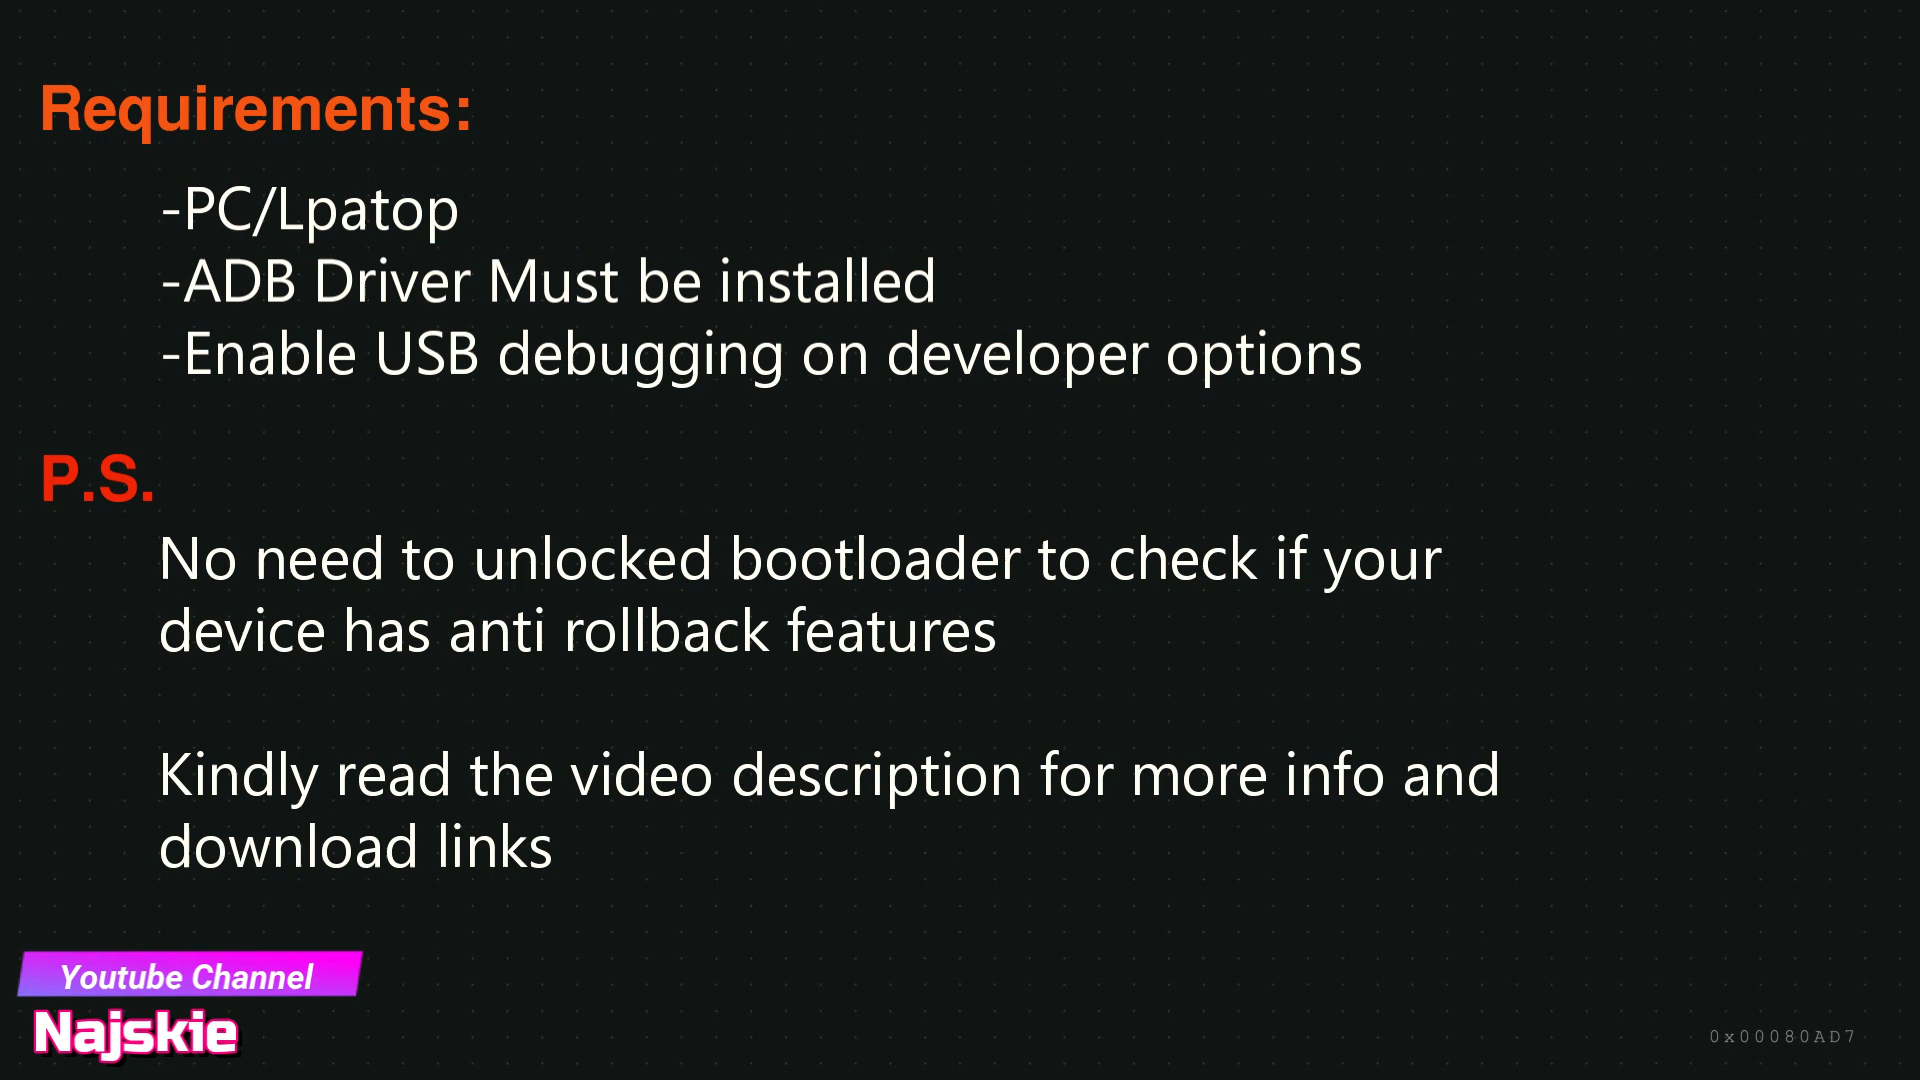 Requirements:
-PC/Lpatop
-ADB Driver Must be installed
-Enable USB debugging on developer options
P.S.
No need to unlocked bootloader to check if your
device has anti rollback features
Kindly read the video description for more info and
download links
Youtube Channel
Najskie
0x00080AD7